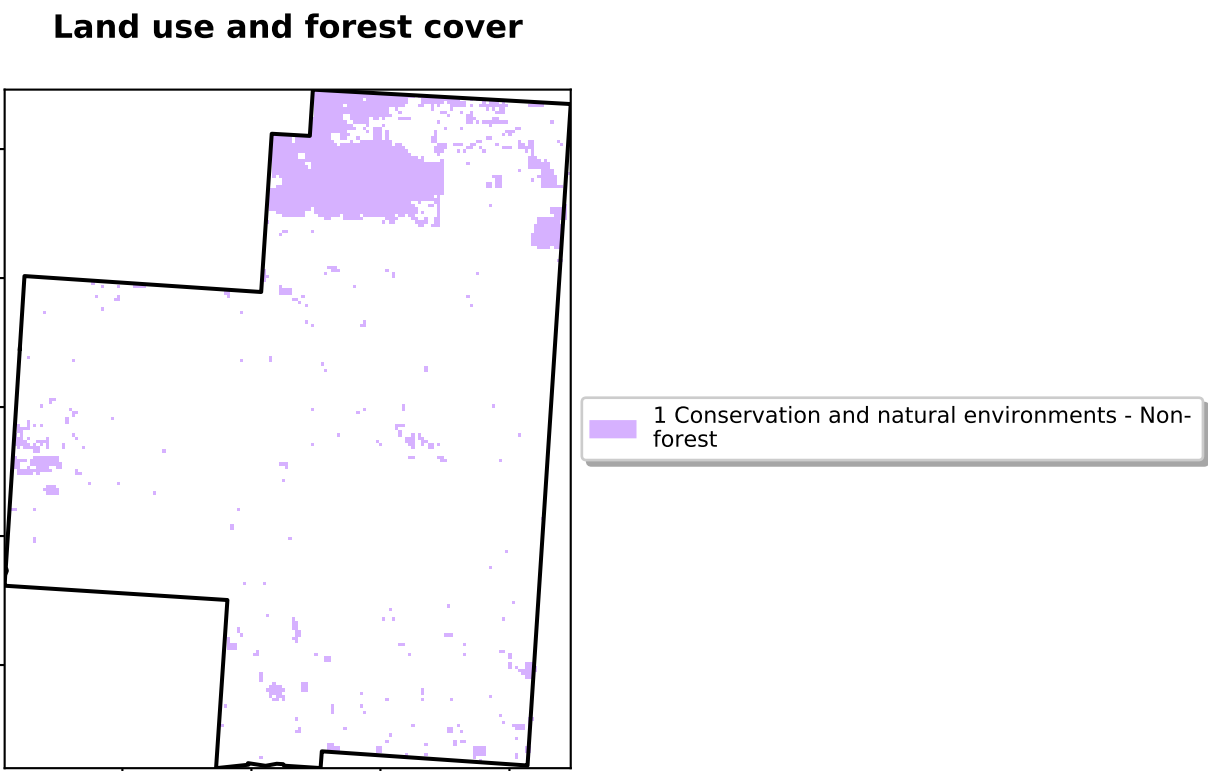 Land use and forest cover
1 Conservation and natural environments - Non-
forest